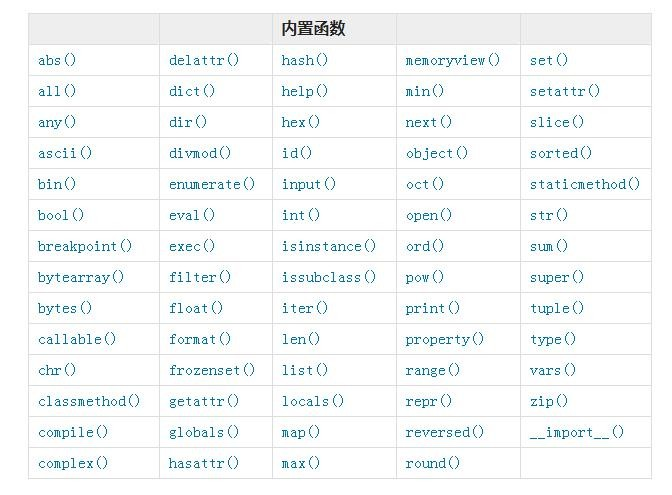 内置函数
abs() delattr() hash() memoryview() set()
all() dict() help() min() setattr()
any() dir() hex() next() slice()
ascii() divmod() id() object() sorted()
bin() enumerate() input() oct() staticmethod()
bool() eval() int() open() str()
breakpoint() exec() isinstance() ord() sum()
bytearray() filter() issubclass() pow() super()
bytes() float() iter() print() tuple()
callable() format() len() property() type()
chr() frozenset() list() range() vars()
classmethod() getattr() locals() repr() zip()
compile() globals() map() reversed() __import__()
complex() hasattr() max() round()